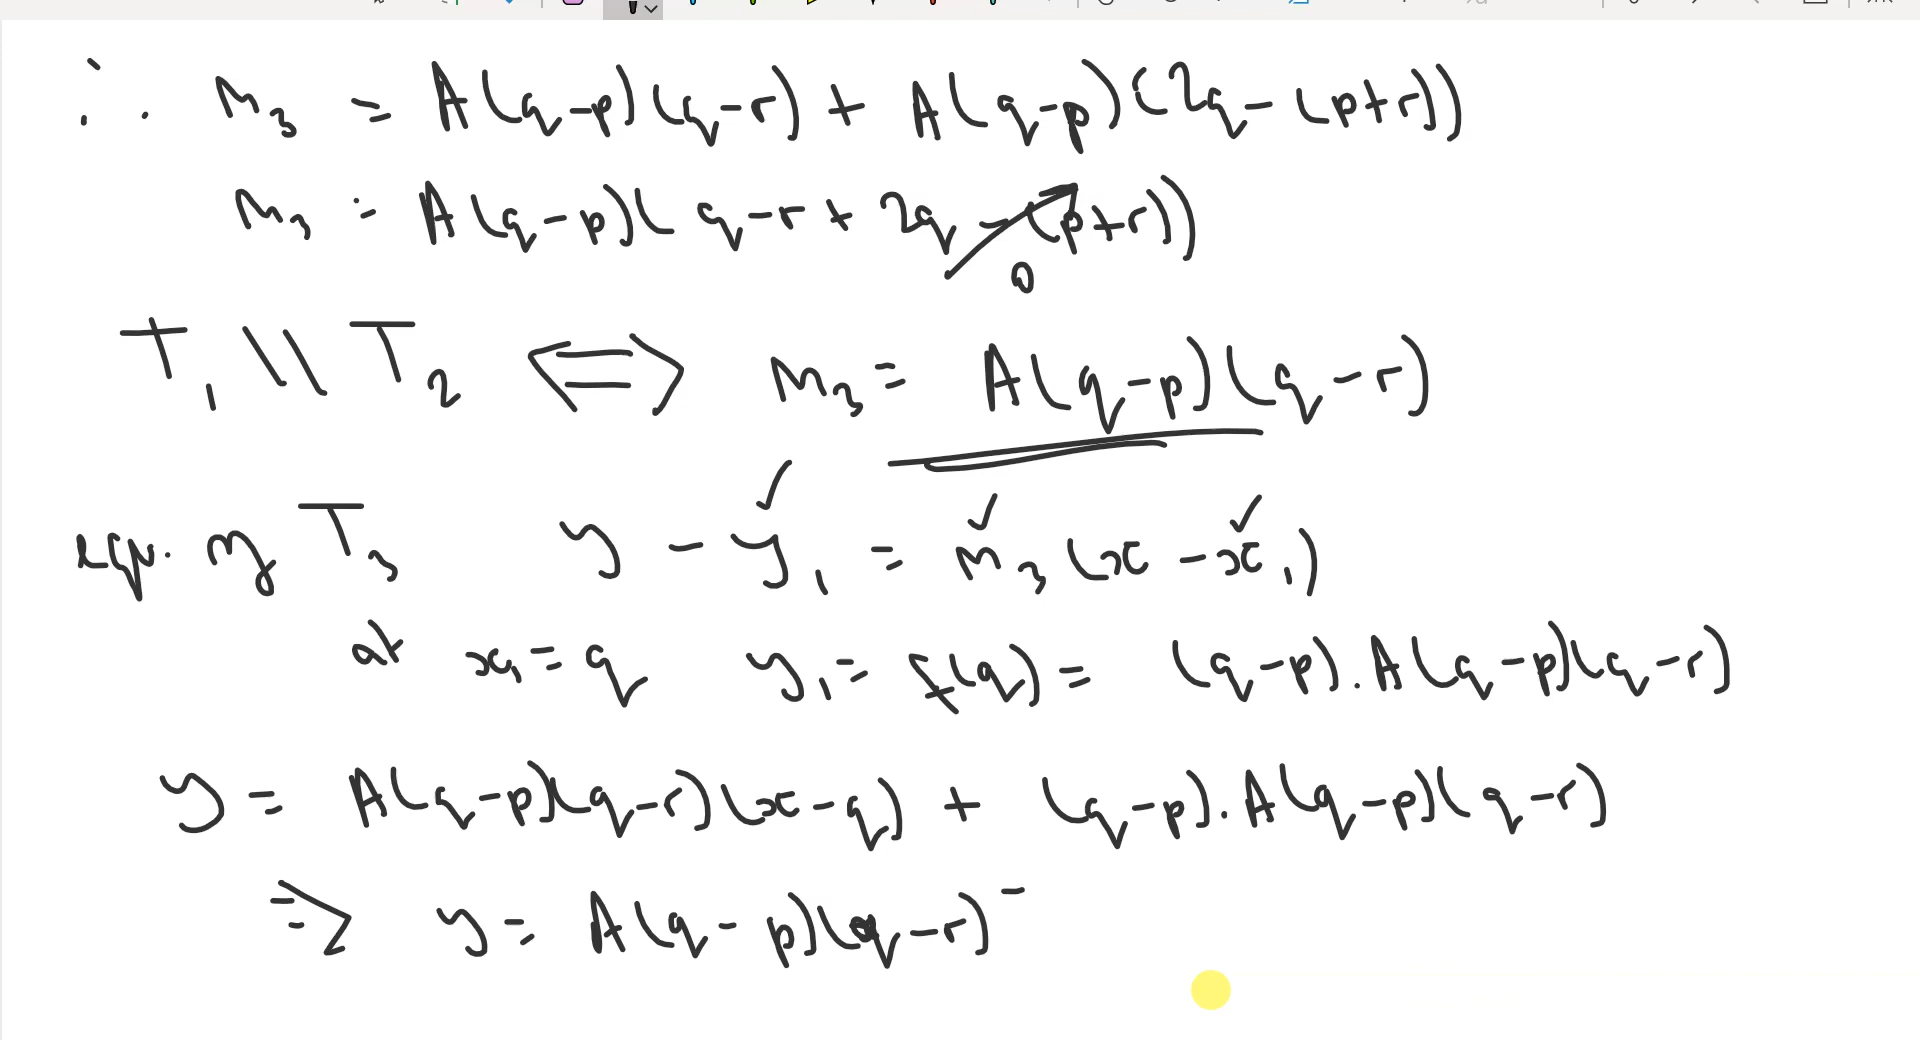 ∴ m₃ = A(q-p)(q-r) + A(q-p)(2q-(p+r))
m₃ = A(q-p)(q-r+2q-(p+r))
0
T₁ \\ T₂ ⟺ m₃ = A(q-p)(q-r)
✓ ✓ ✓
eqn. of T₃ y - y₁ = m₃(x - x₁)
at x₁ = q y₁ = f(q) = (q-p).A(q-p)(q-r)
y = A(q-p)(q-r)(x-q) + (q-p).A(q-p)(q-r)
⇒ y = A(q-p)(q-r) -